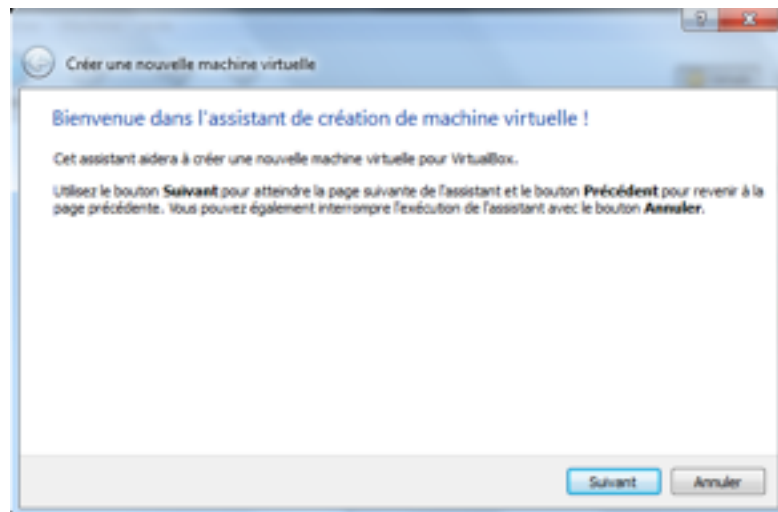 Créer une nouvelle machine virtuelle
Bienvenue dans l'assistant de création de machine virtuelle !
Cet assistant aidera à créer une nouvelle machine virtuelle pour VirtualBox.
Utilisez le bouton Suivant pour atteindre la page suivante de l'assistant et le bouton Précédent pour revenir à la
page précédente. Vous pouvez également interrompre l'exécution de l'assistant avec le bouton Annuler.
Suivant Annuler